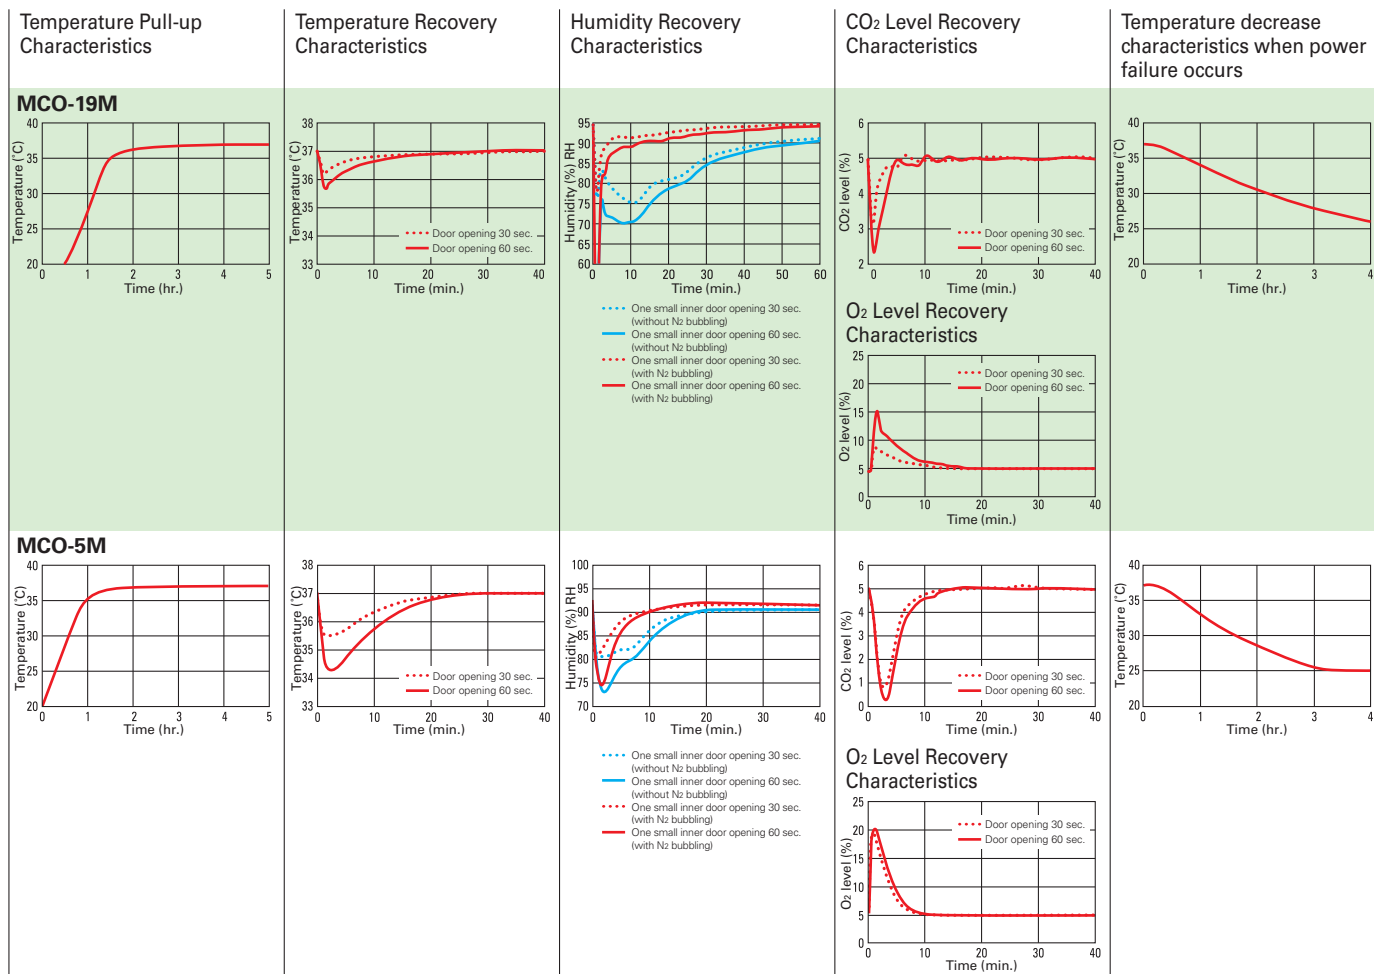 Temperature Pull-up
Characteristics
Temperature Recovery
Characteristics
Humidity Recovery
Characteristics
CO2 Level Recovery
Characteristics
Temperature decrease
characteristics when power
failure occurs
MCO-19M
Temperature (˚C)
40
35
30
25
20
0 1 2 3 4 5
Time (hr.)
Temperature (˚C)
38
37
36
35
34
33
0 10 20 30 40
Time (min.)
Door opening 30 sec.
Door opening 60 sec.
Humidity (%) RH
95
90
85
80
75
70
65
60
0 10 20 30 40 50 60
Time (min.)
One small inner door opening 30 sec.
(without N2 bubbling)
One small inner door opening 60 sec.
(without N2 bubbling)
One small inner door opening 30 sec.
(with N2 bubbling)
One small inner door opening 60 sec.
(with N2 bubbling)
CO2 level (%)
6
5
4
3
2
0 10 20 30 40
Time (min.)
Door opening 30 sec.
Door opening 60 sec.
O2 Level Recovery
Characteristics
O2 level (%)
25
20
15
10
5
0
0 10 20 30 40
Time (min.)
Door opening 30 sec.
Door opening 60 sec.
Temperature (˚C)
40
35
30
25
20
0 1 2 3 4
Time (hr.)
MCO-5M
Temperature (˚C)
40
35
30
25
20
0 1 2 3 4 5
Time (hr.)
Temperature (˚C)
38
37
36
35
34
33
0 10 20 30 40
Time (min.)
Door opening 30 sec.
Door opening 60 sec.
Humidity (%) RH
100
95
90
85
80
75
70
0 10 20 30 40
Time (min.)
One small inner door opening 30 sec.
(without N2 bubbling)
One small inner door opening 60 sec.
(without N2 bubbling)
One small inner door opening 30 sec.
(with N2 bubbling)
One small inner door opening 60 sec.
(with N2 bubbling)
CO2 level (%)
6
5
4
3
2
1
0
0 10 20 30 40
Time (min.)
Door opening 30 sec.
Door opening 60 sec.
O2 Level Recovery
Characteristics
O2 level (%)
25
20
15
10
5
0
0 10 20 30 40
Time (min.)
Door opening 30 sec.
Door opening 60 sec.
Temperature (˚C)
40
35
30
25
20
0 1 2 3 4
Time (hr.)